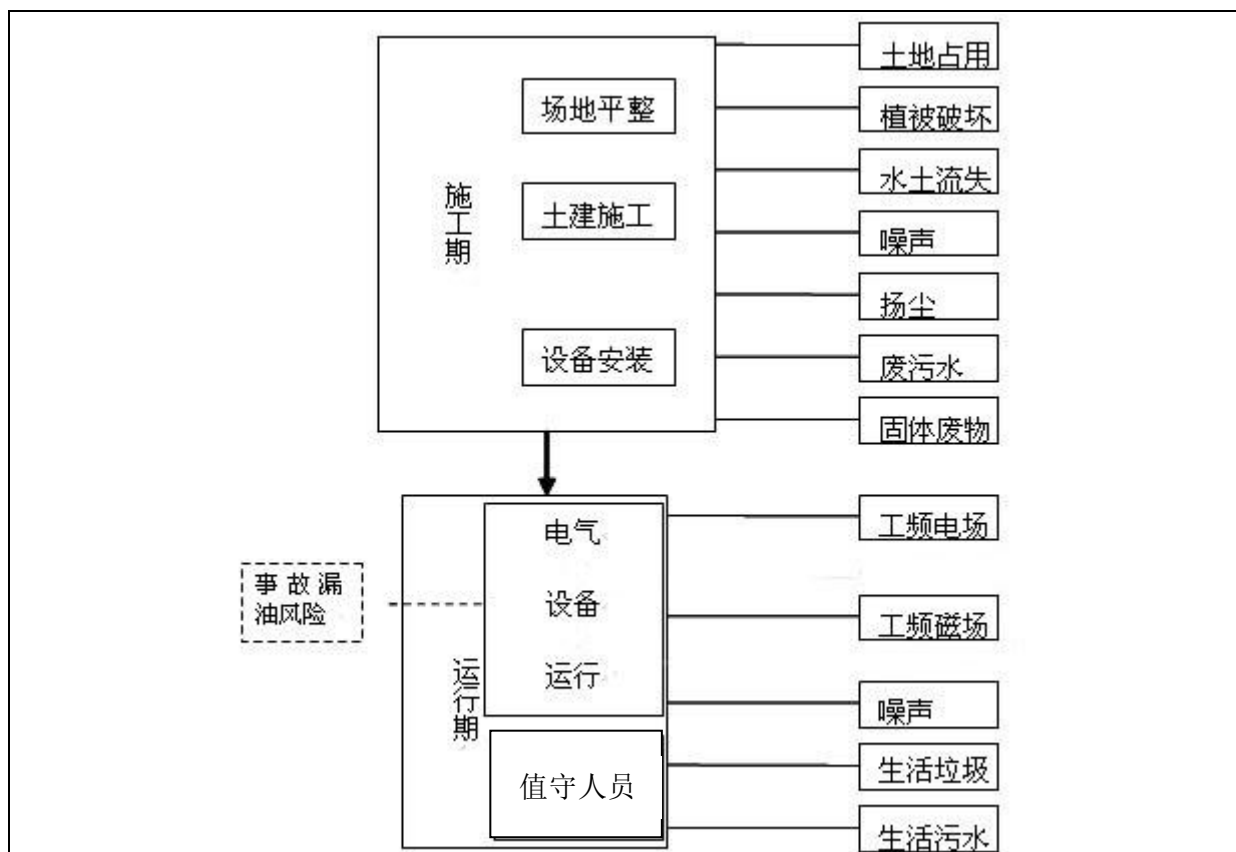 土地占用
场地平整
植被破坏
水土流失
施工期
土建施工
噪声
扬尘
设备安装
废污水
固体废物
电气
工频电场
事故漏
油风险
设备
工频磁场
运行期
运行
噪声
值守人员
生活垃圾
生活污水